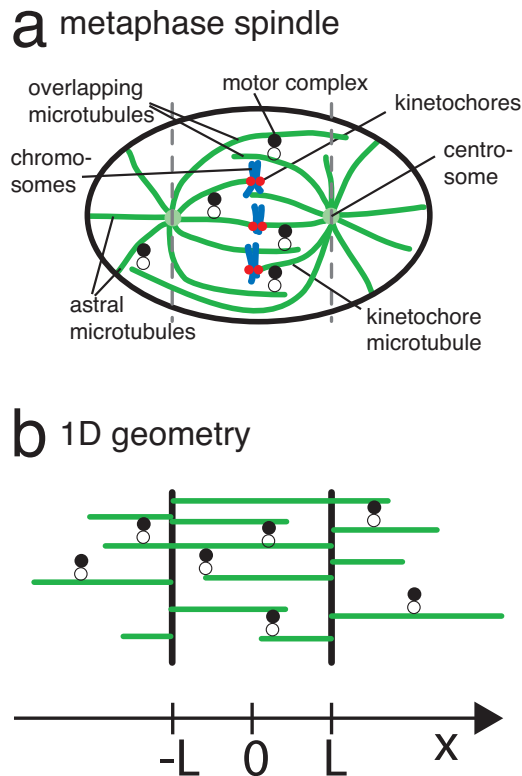 a metaphase spindle
overlapping
microtubules
motor complex
kinetochores
chromo-
somes
centro-
some
astral
microtubules
kinetochore
microtubule
b 1D geometry
-L 0 L x